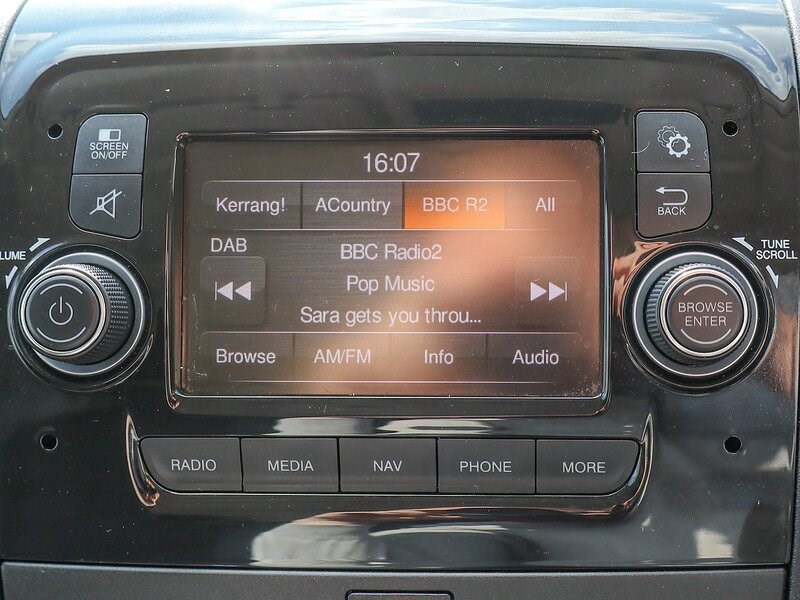 SCREEN
ON/OFF
16:07
Kerrang! ACountry BBC R2 All
BACK
DAB
BBC Radio2
Pop Music
Sara gets you throu...
LUME
TUNE
SCROLL
BROWSE
ENTER
Browse AM/FM Info Audio
RADIO MEDIA NAV PHONE MORE